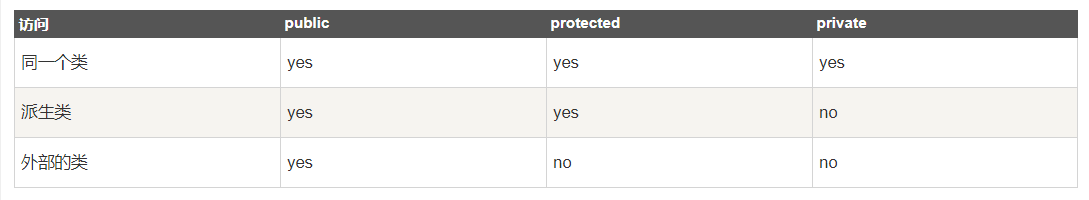 访问 public protected private
同一个类 yes yes yes
派生类 yes yes no
外部的类 yes no no